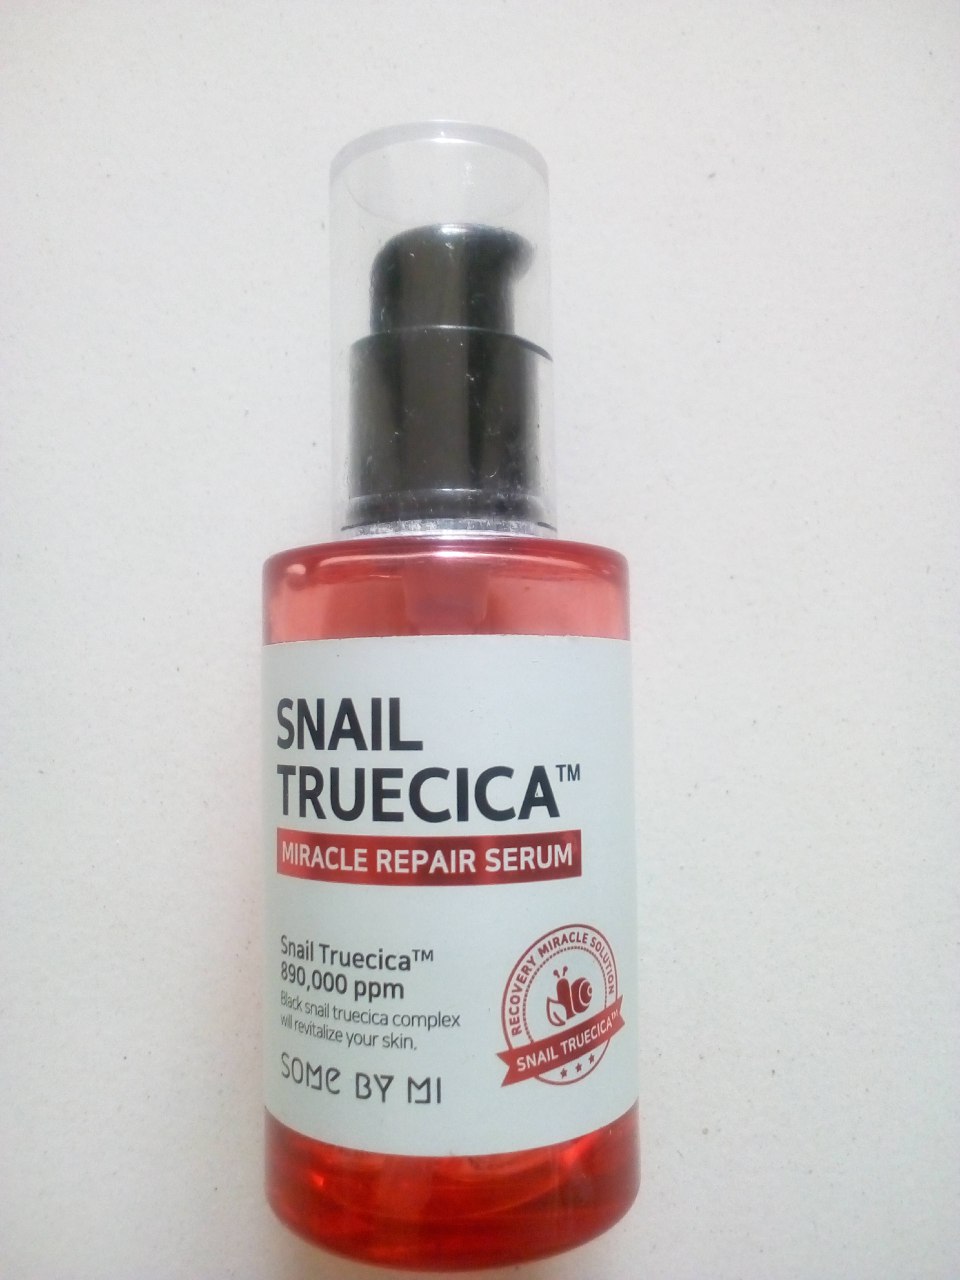 SNAIL
TRUECICA™
MIRACLE REPAIR SERUM
Snail Truecica™
890,000 ppm
Black snail truecica complex
will revitalize your skin.
SOME BY MI
RECOVERY MIRACLE SOLUTION
SNAIL TRUECICA™